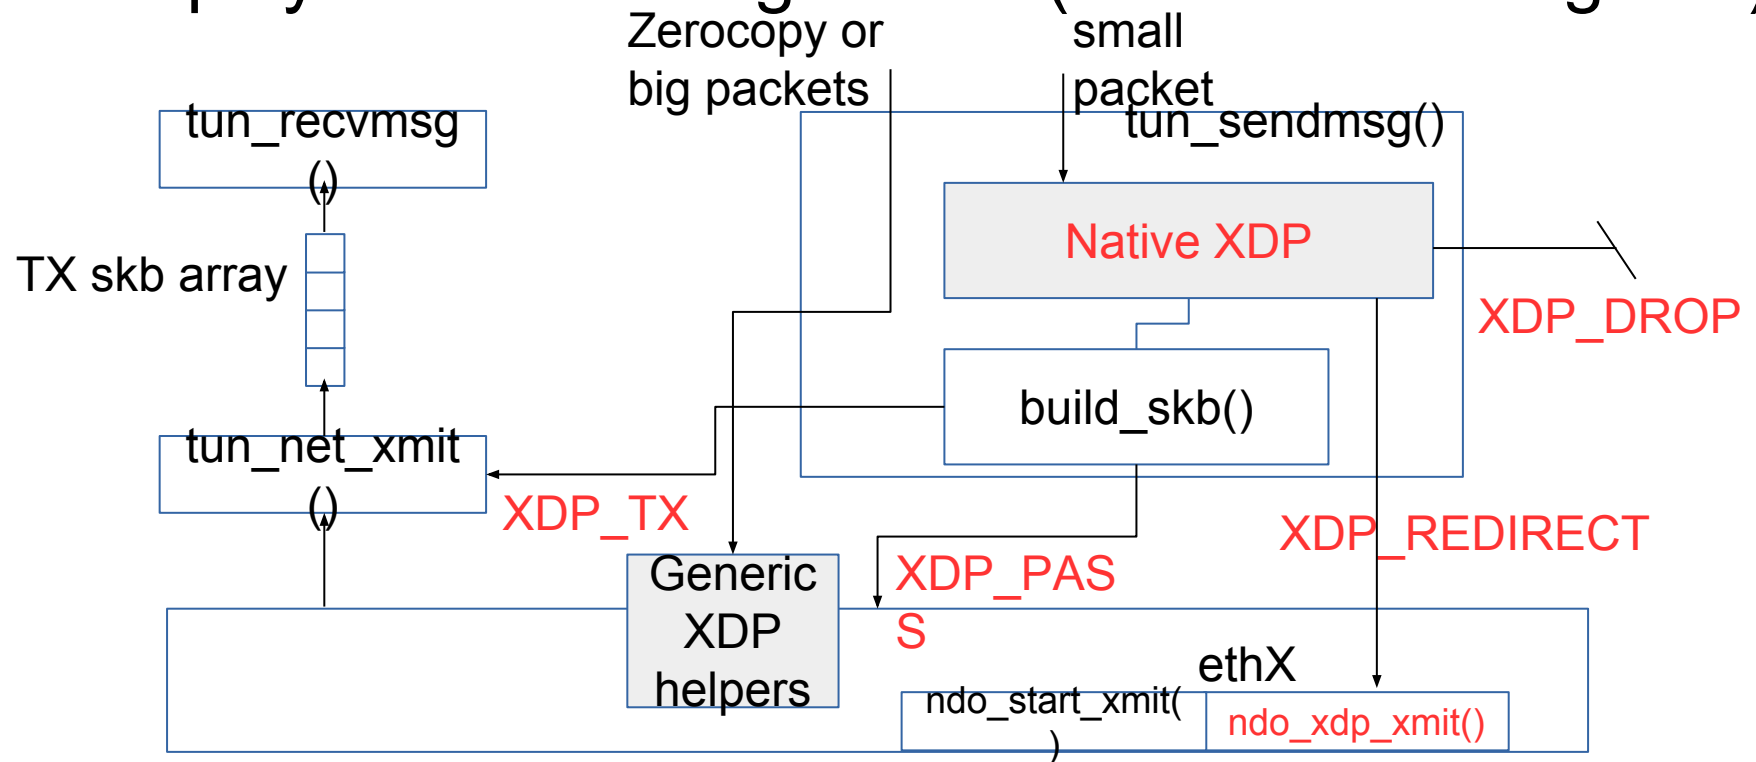 Zerocopy or
big packets
small
packet
tun_recvmsg
()
tun_sendmsg()
Native XDP
TX skb array
XDP_DROP
build_skb()
tun_net_xmit
()
XDP_TX
XDP_REDIRECT
Generic
XDP
helpers
XDP_PAS
S
ethX
ndo_start_xmit(
)
ndo_xdp_xmit()